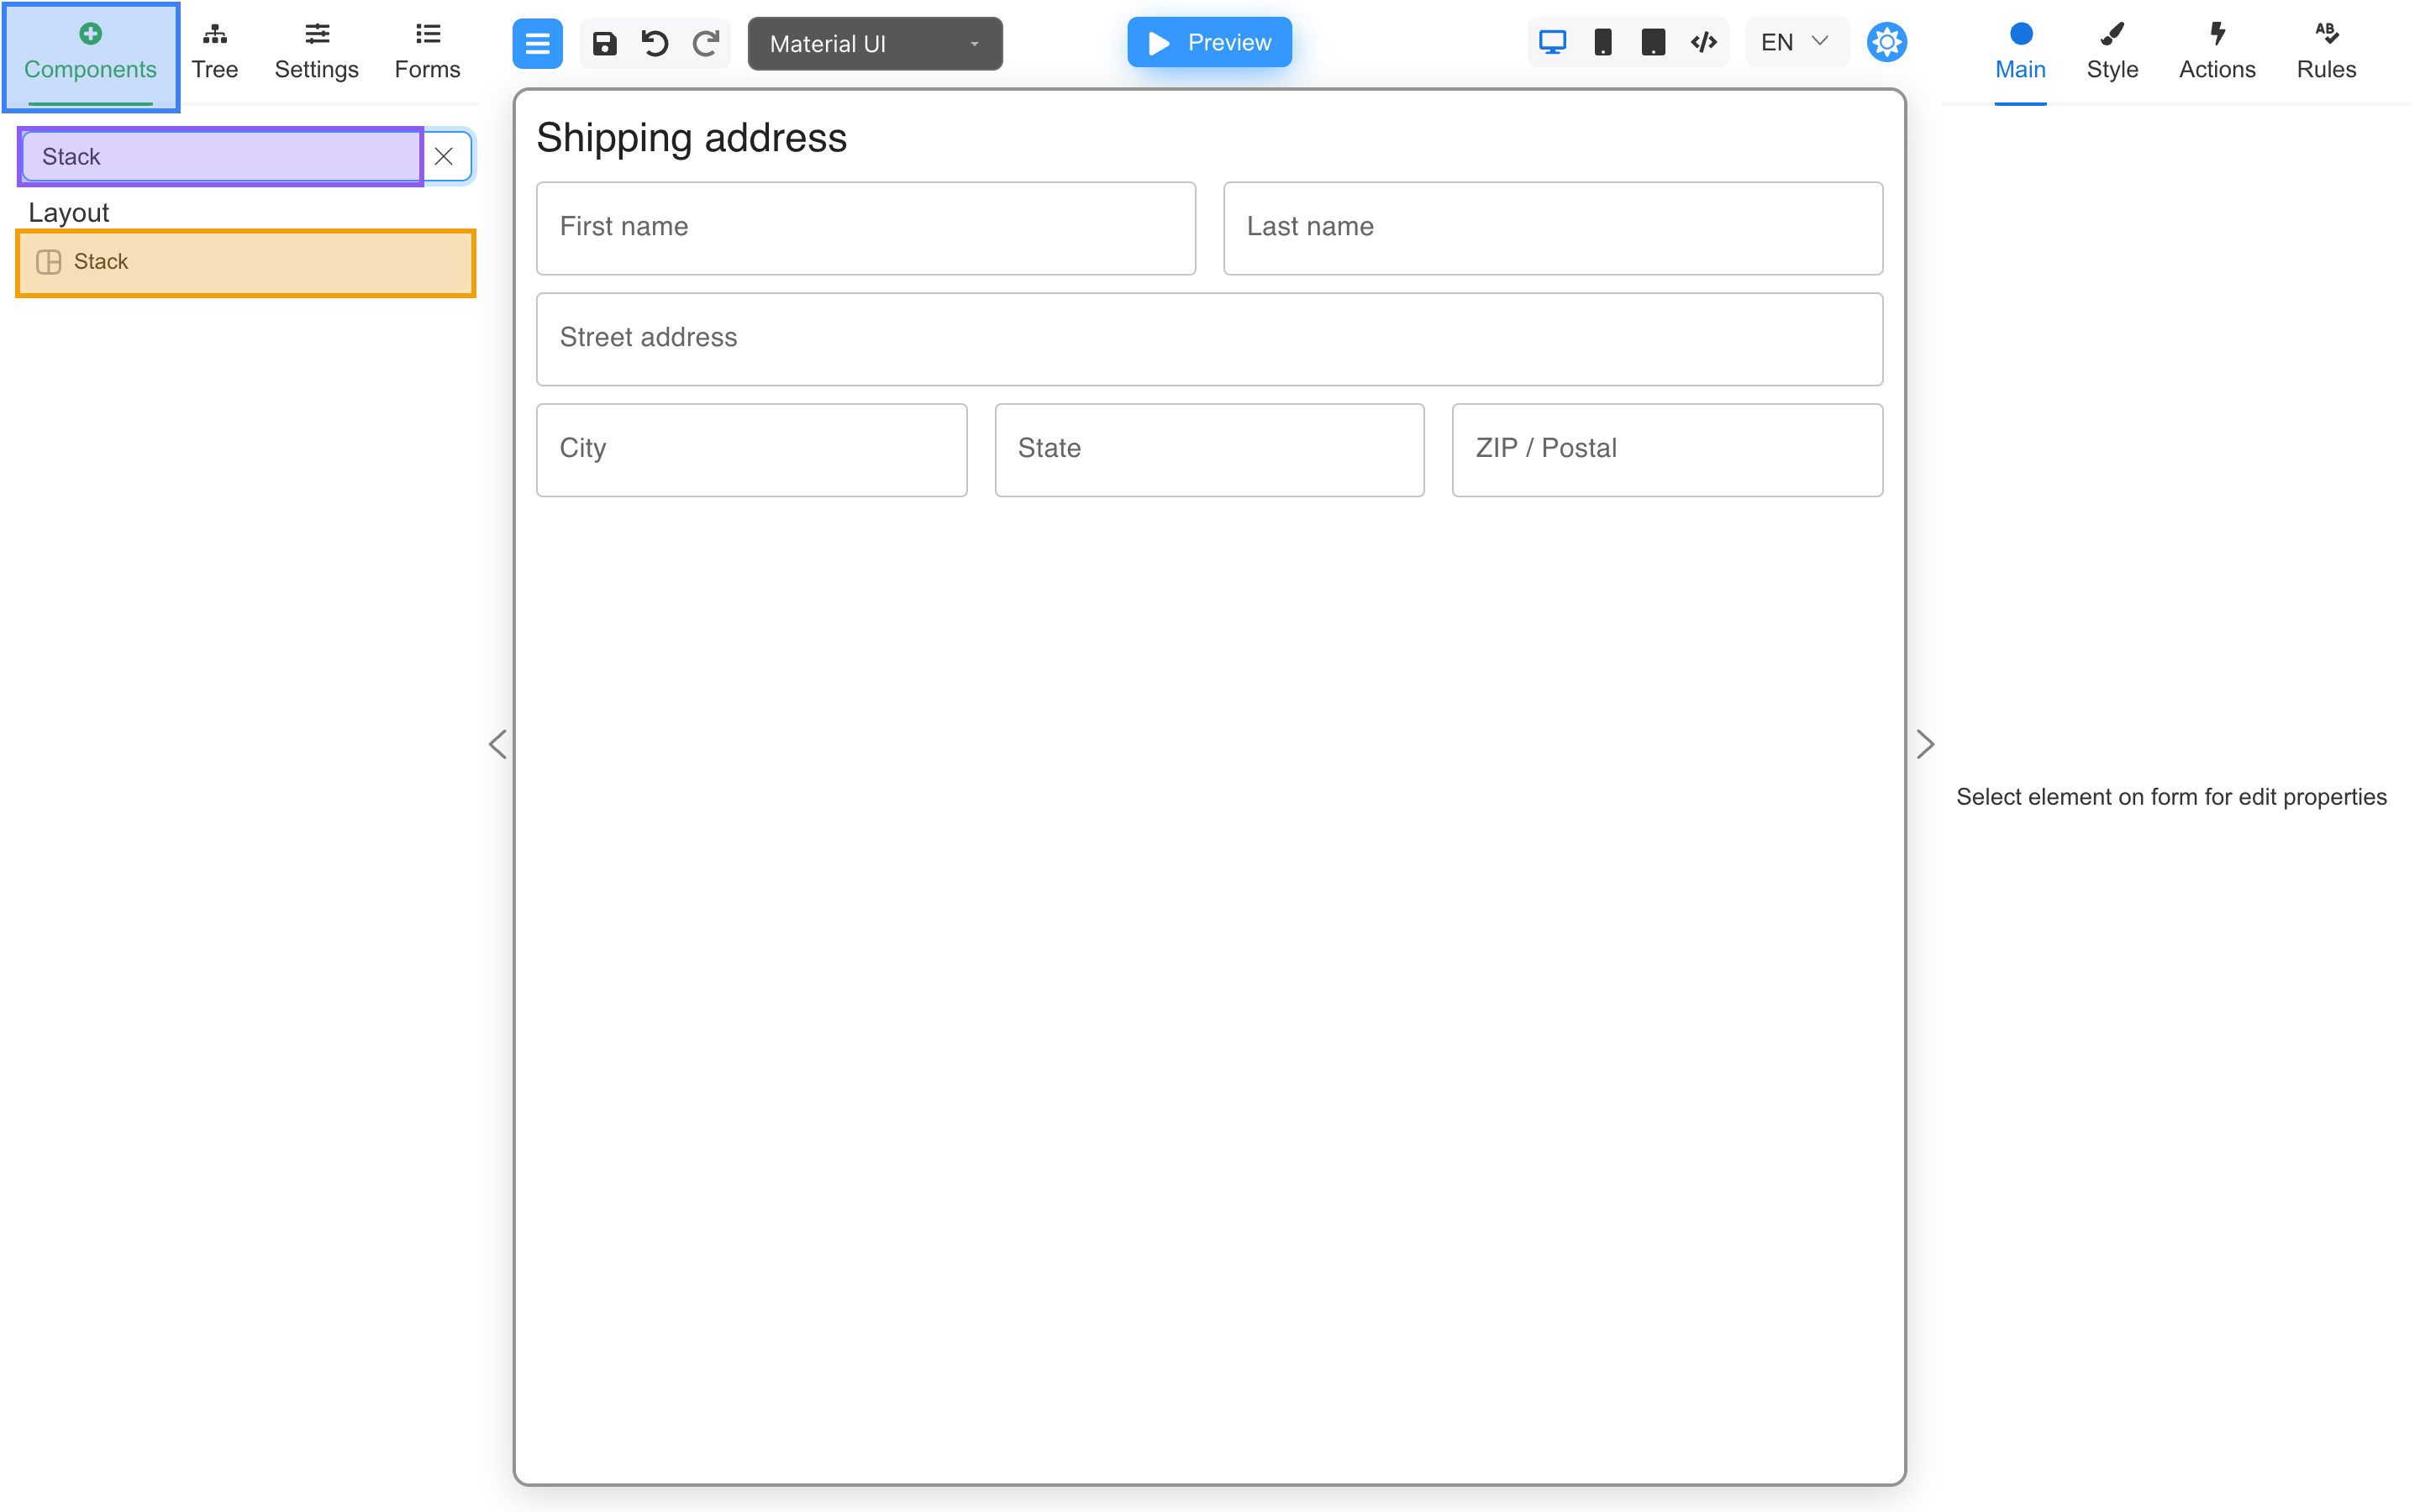 Components
Tree
Settings
Forms
Material UI
Preview
EN
Main
Style
Actions
AB
Rules
Stack
Layout
Stack
Shipping address
First name
Last name
Street address
City
State
ZIP / Postal
Select element on form for edit properties